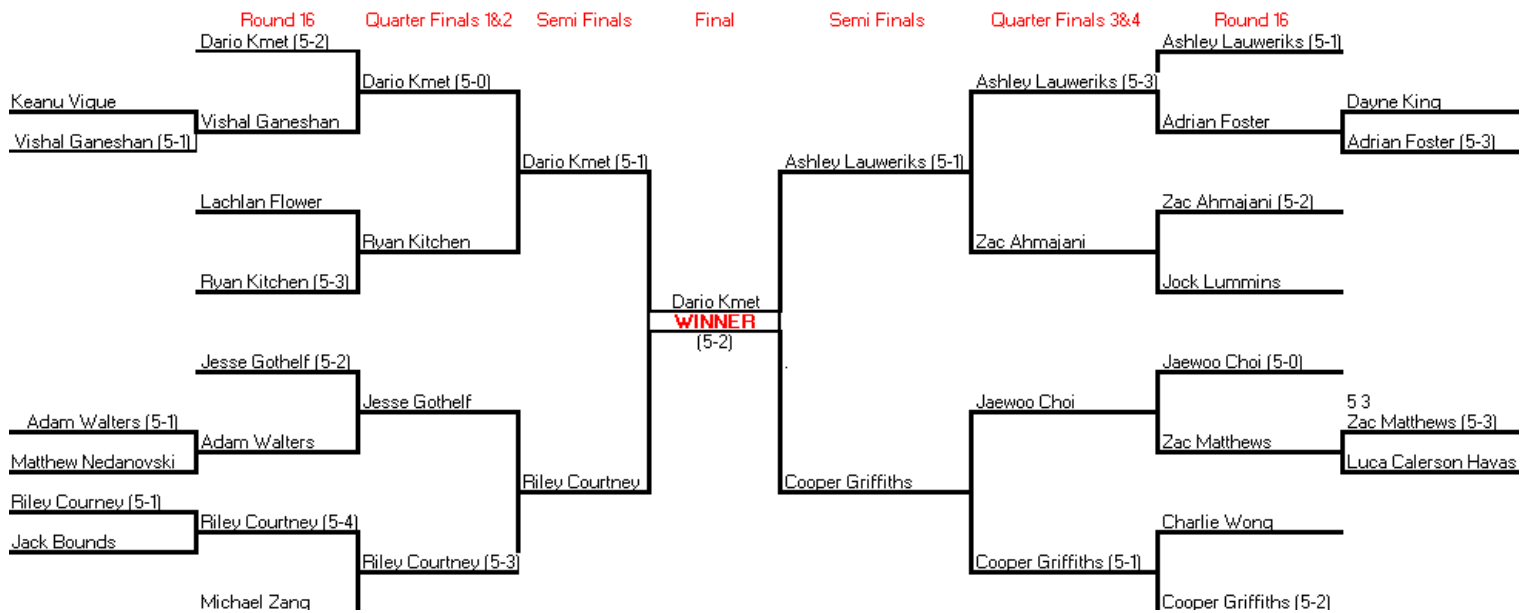 Round 16
Quarter Finals 1&2
Semi Finals
Final
Semi Finals
Quarter Finals 3&4
Round 16
Dario Kmet (5-2)
Ashley Lauweriks (5-1)
Dario Kmet (5-0)
Ashley Lauweriks (5-3)
Keanu Vique
Dayne King
Vishal Ganeshan
Adrian Foster
Vishal Ganeshan (5-1)
Adrian Foster (5-3)
Dario Kmet (5-1)
Ashley Lauweriks (5-1)
Lachlan Flower
Zac Ahmajani (5-2)
Ryan Kitchen
Zac Ahmajani
Ryan Kitchen (5-3)
Jock Lummins
Dario Kmet
WINNER
(5-2)
Jesse Gothelf (5-2)
.
Jaewoo Choi (5-0)
Jesse Gothelf
Jaewoo Choi
5 3
Adam Walters (5-1)
Zac Matthews (5-3)
Adam Walters
Zac Matthews
Matthew Nedanovski
Luca Calerson Havas
Riley Courtney
Cooper Griffiths
Riley Courney (5-1)
Riley Courtney (5-4)
Charlie Wong
Jack Bounds
Riley Courtney (5-3)
Cooper Griffiths (5-1)
Michael Zang
Cooper Griffiths (5-2)